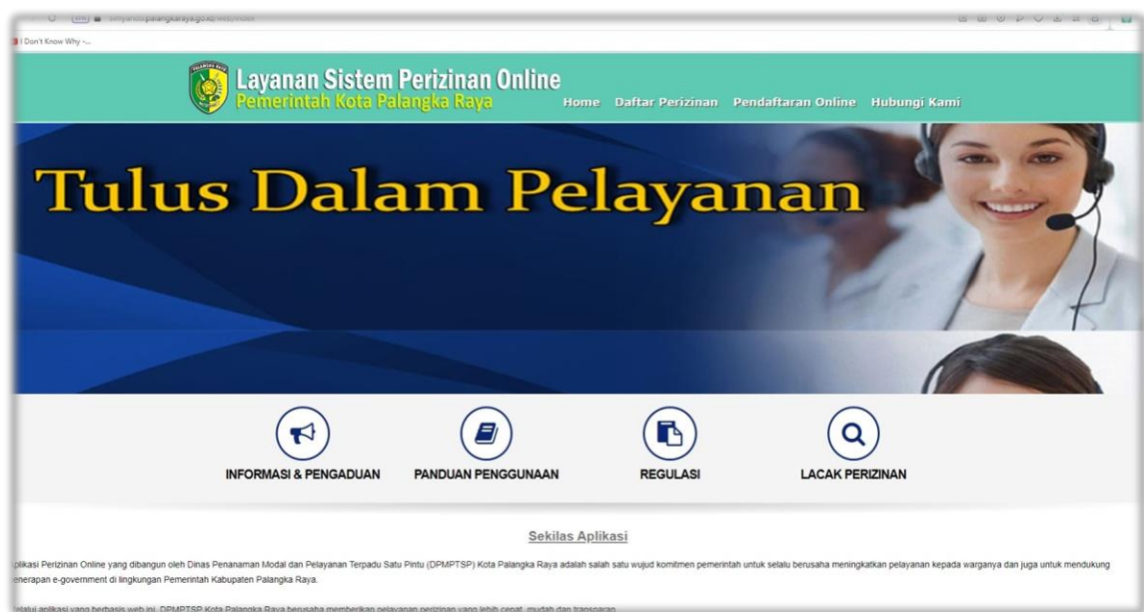 I Don't Know Why -...
Layanan Sistem Perizinan Online
Pemerintah Kota Palangka Raya
Home Daftar Perizinan Pendaftaran Online Hubungi Kami
Tulus Dalam Pelayanan
INFORMASI & PENGADUAN PANDUAN PENGGUNAAN REGULASI LACAK PERIZINAN
Sekilas Aplikasi
plikasi Perizinan Online yang dibangun oleh Dinas Penanaman Modal dan Pelayanan Terpadu Satu Pintu (DPMPTSP) Kota Palangka Raya adalah salah satu wujud komitmen pemerintah untuk selalu berusaha meningkatkan pelayanan kepada warganya dan juga untuk mendukung
enerapan e-government di lingkungan Pemerintah Kabupaten Palangka Raya.
elalui aplikasi yang berbasis web ini, DPMPTSP Kota Palangka Raya berusaha memberikan pelayanan perizinan yang lebih cepat, mudah dan transparan.